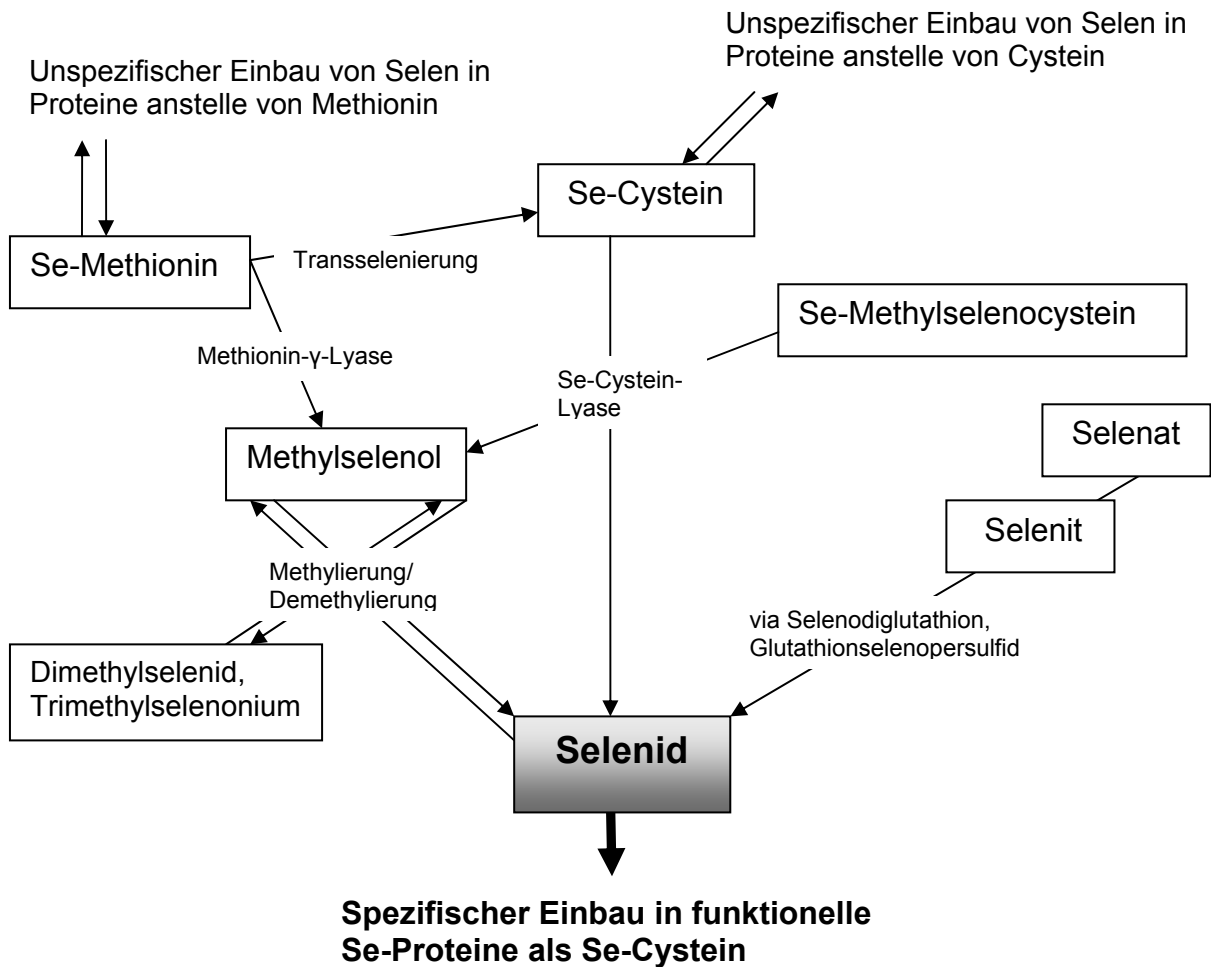 Unspezifischer Einbau von Selen in
Proteine anstelle von Cystein
Unspezifischer Einbau von Selen in
Proteine anstelle von Methionin
Se-Cystein
Se-Methionin
Transselenierung
Se-Methylselenocystein
Methionin-γ-Lyase
Se-Cystein-
Lyase
Methylselenol
Selenat
Selenit
Methylierung/
Demethylierung
via Selenodiglutathion,
Glutathionselenopersulfid
Dimethylselenid,
Trimethylselenonium
Selenid
Spezifischer Einbau in funktionelle
Se-Proteine als Se-Cystein